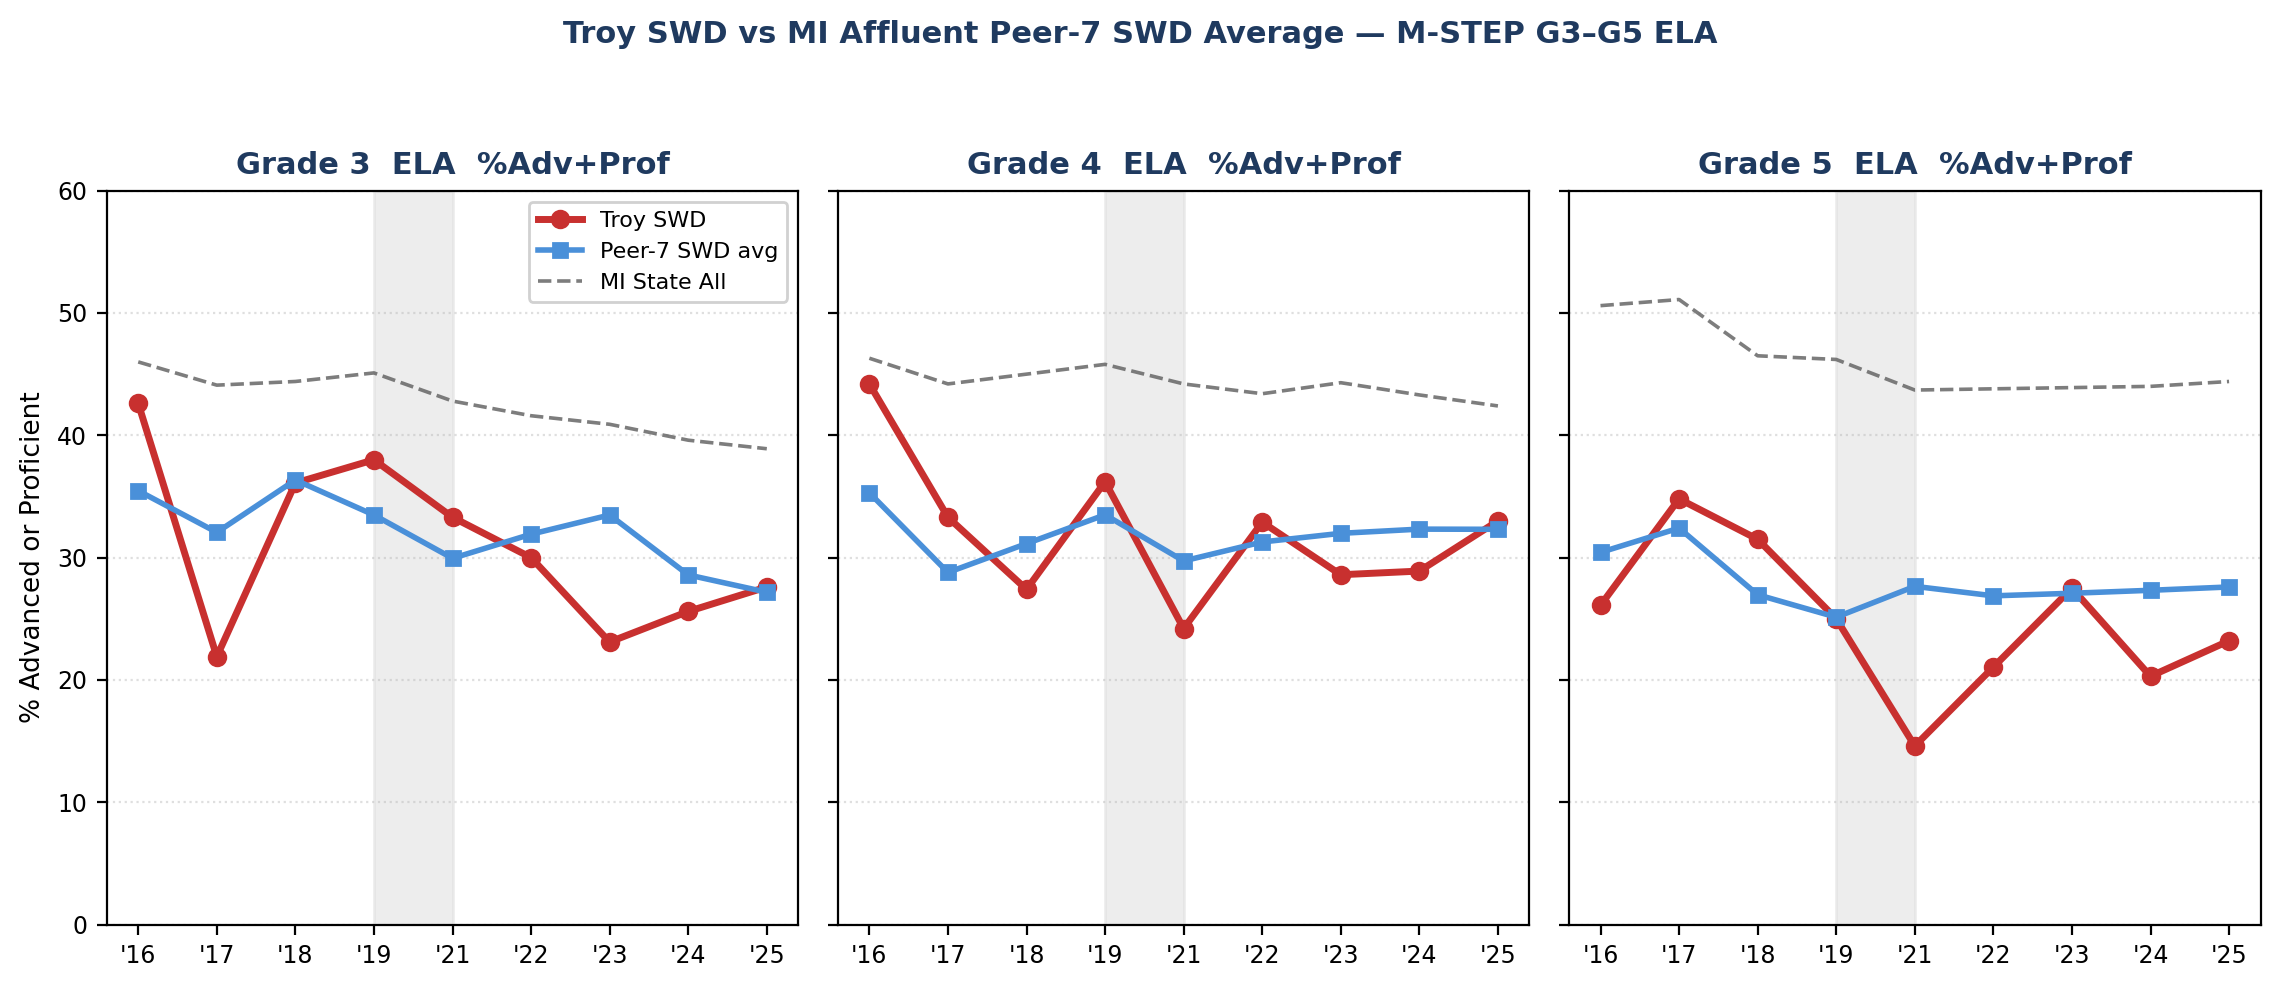 Troy SWD vs MI Affluent Peer-7 SWD Average — M-STEP G3–G5 ELA
Grade 3 ELA %Adv+Prof
Grade 4 ELA %Adv+Prof
Grade 5 ELA %Adv+Prof
% Advanced or Proficient
60
50
40
30
20
10
0
Troy SWD
Peer-7 SWD avg
MI State All
'16 '17 '18 '19 '21 '22 '23 '24 '25
'16 '17 '18 '19 '21 '22 '23 '24 '25
'16 '17 '18 '19 '21 '22 '23 '24 '25